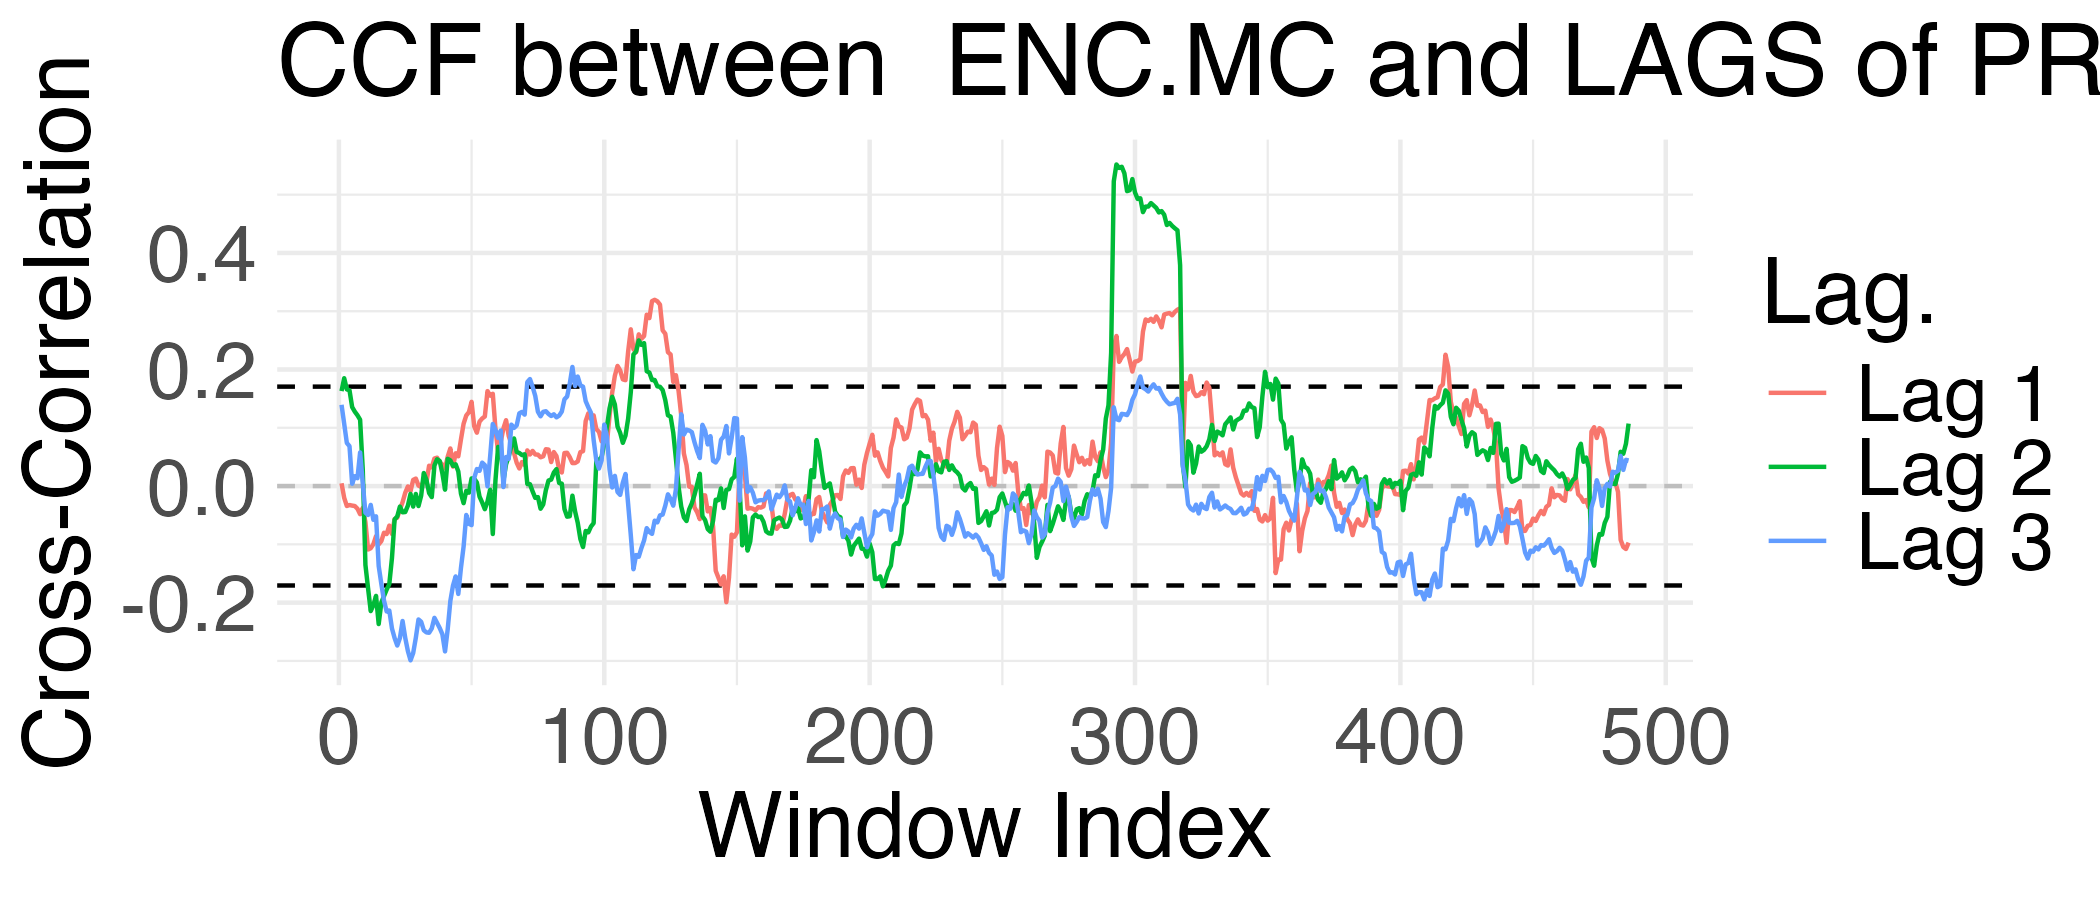 CCF between  ENC.MC and LAGS of PR
Cross-Correlation
0.4
0.2
0.0
-0.2
0 100 200 300 400 500
Window Index
Lag.
Lag 1
Lag 2
Lag 3